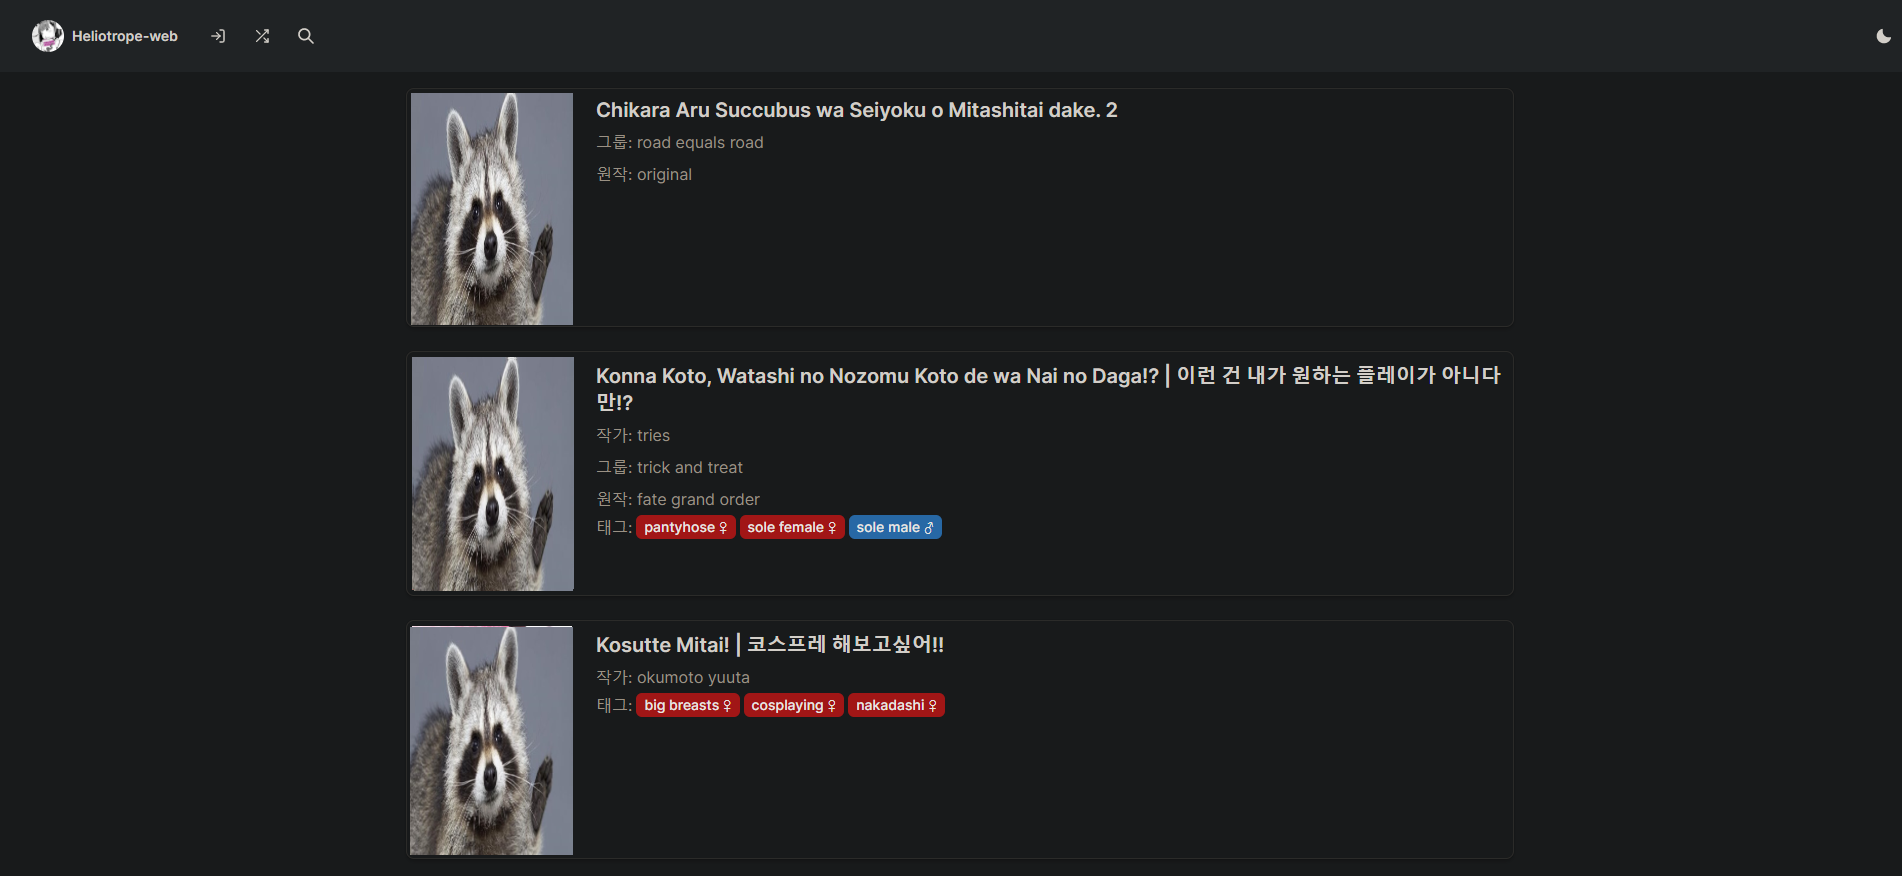 Heliotrope-web
Chikara Aru Succubus wa Seiyoku o Mitashitai dake. 2
그룹: road equals road
원작: original
Konna Koto, Watashi no Nozomu Koto de wa Nai no Daga!? | 이런 건 내가 원하는 플레이가 아니다
만!?
작가: tries
그룹: trick and treat
원작: fate grand order
태그: pantyhose ♀ sole female ♀ sole male ♂
Kosutte Mitai! | 코스프레 해보고싶어!!
작가: okumoto yuuta
태그: big breasts ♀ cosplaying ♀ nakadashi ♀